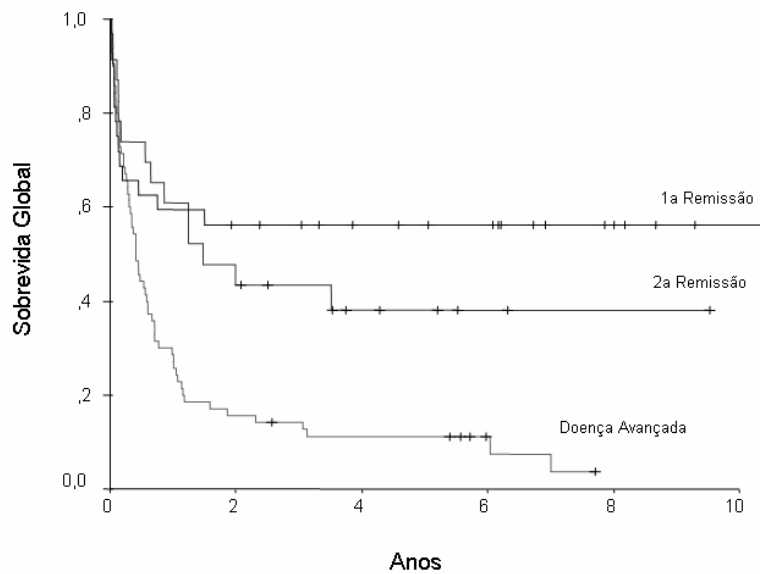 1,0
,8
,6
,4
,2
0,0
Sobrevida Global
1a Remissão
2a Remissão
Doença Avançada
0 2 4 6 8 10
Anos